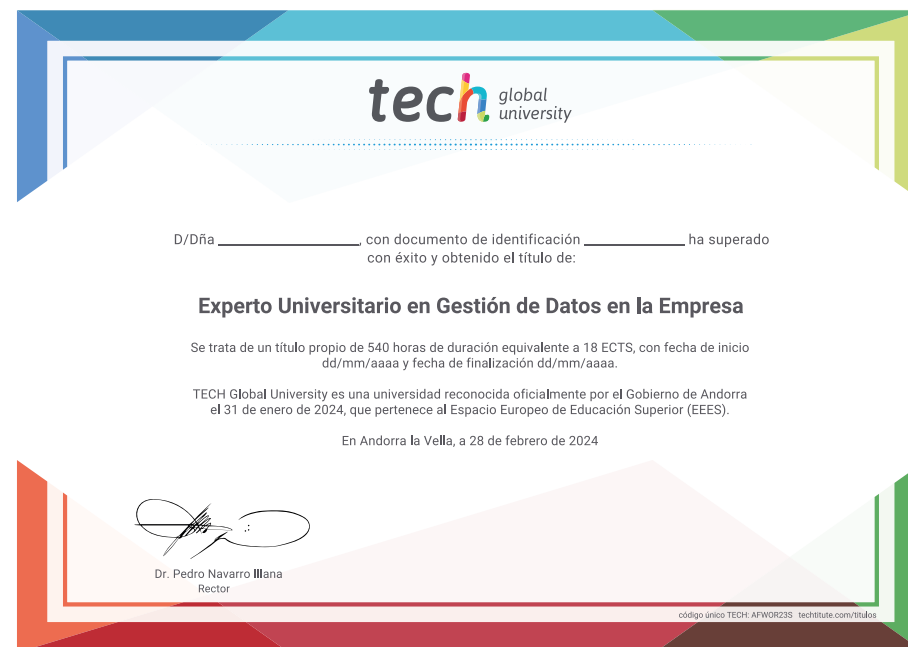 tech global university
D/Dña ____________________, con documento de identificación ______________ ha superado
con éxito y obtenido el título de:
Experto Universitario en Gestión de Datos en la Empresa
Se trata de un título propio de 540 horas de duración equivalente a 18 ECTS, con fecha de inicio
dd/mm/aaaa y fecha de finalización dd/mm/aaaa.
TECH Global University es una universidad reconocida oficialmente por el Gobierno de Andorra
el 31 de enero de 2024, que pertenece al Espacio Europeo de Educación Superior (EEES).
En Andorra la Vella, a 28 de febrero de 2024
Dr. Pedro Navarro Illana
Rector
código único TECH: AFWOR23S techtitute.com/titulos